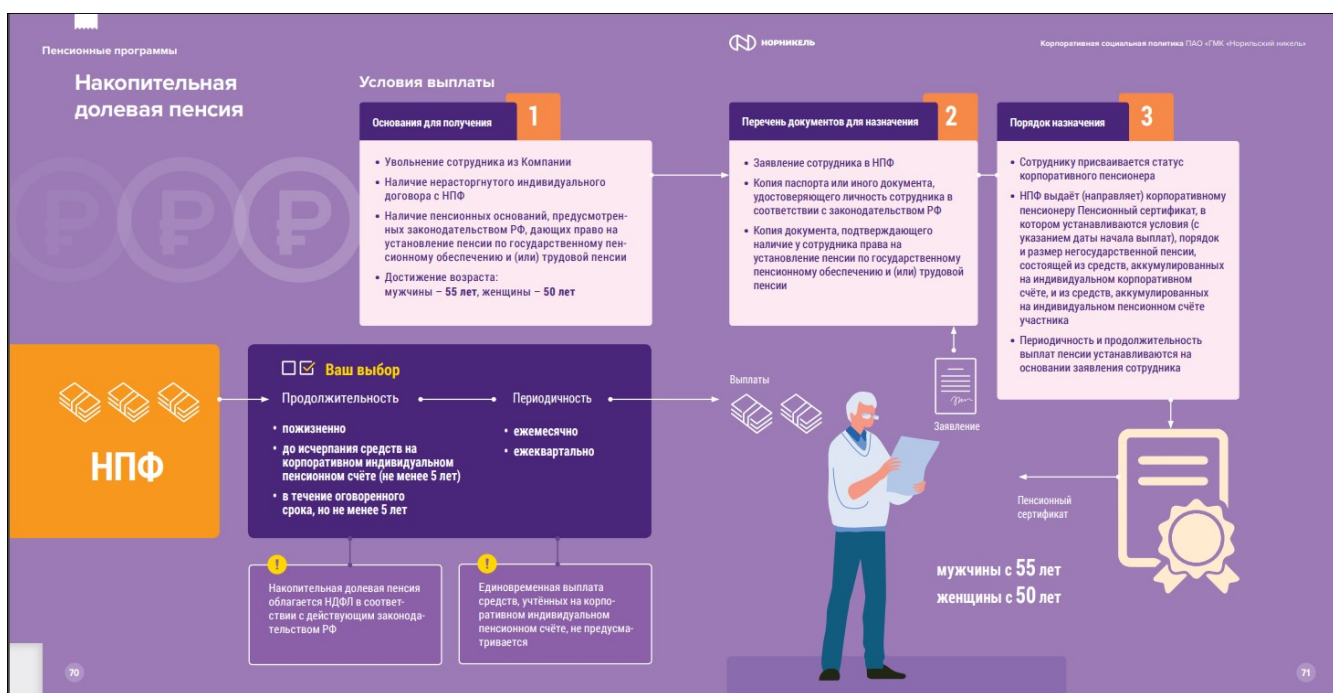 Пенсионные программы
Накопительная
долевая пенсия
Условия выплаты
Основания для получения
1
• Увольнение сотрудника из Компании
• Наличие нерасторгнутого индивидуального
договора с НПФ
• Наличие пенсионных оснований, предусмотрен-
ных законодательством РФ, дающих право на
установление пенсии по государственному пен-
сионному обеспечению и (или) трудовой пенсии
• Достижение возраста:
мужчины – 55 лет, женщины – 50 лет
НПФ
Ваш выбор
Продолжительность
• пожизненно
• до исчерпания средств на
корпоративном индивидуальном
пенсионном счёте (не менее 5 лет)
• в течение оговоренного
срока, но не менее 5 лет
Периодичность
• ежемесячно
• ежеквартально
!
Накопительная долевая пенсия
облагается НДФЛ в соответ-
ствии с действующим законода-
тельством РФ
!
Единовременная выплата
средств, учтённых на корпо-
ративном индивидуальном
пенсионном счёте, не предусма-
тривается
70
НОРНИКЕЛЬ
Корпоративная социальная политика ПАО «ГМК «Норильский никель»
Перечень документов для назначения
2
• Заявление сотрудника в НПФ
• Копия паспорта или иного документа,
удостоверяющего личность сотрудника в
соответствии с законодательством РФ
• Копия документа, подтверждающего
наличие у сотрудника права на
установление пенсии по государственному
пенсионному обеспечению и (или) трудовой
пенсии
Порядок назначения
3
• Сотруднику присваивается статус
корпоративного пенсионера
• НПФ выдаёт (направляет) корпоративному
пенсионеру Пенсионный сертификат, в
котором устанавливаются условия (с
указанием даты начала выплат), порядок
и размер негосударственной пенсии,
состоящей из средств, аккумулированных
на индивидуальном корпоративном
счёте, и из средств, аккумулированных
на индивидуальном пенсионном счёте
участника
• Периодичность и продолжительность
выплат пенсии устанавливаются на
основании заявления сотрудника
Выплаты
Заявление
Пенсионный
сертификат
мужчины с 55 лет
женщины с 50 лет
71